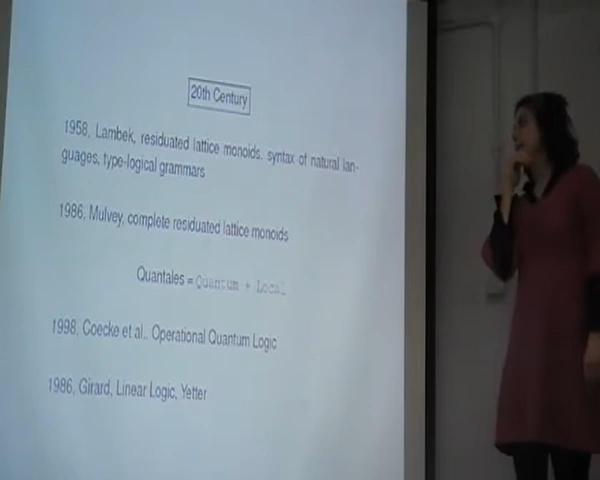 20th Century
1958, Lambek, residuated lattice monoids, syntax of natural lan-
guages, type-logical grammars
1986, Mulvey, complete residuated lattice monoids
Quantales = Quantum + Local
1998, Coecke et al., Operational Quantum Logic
1986, Girard, Linear Logic, Yetter